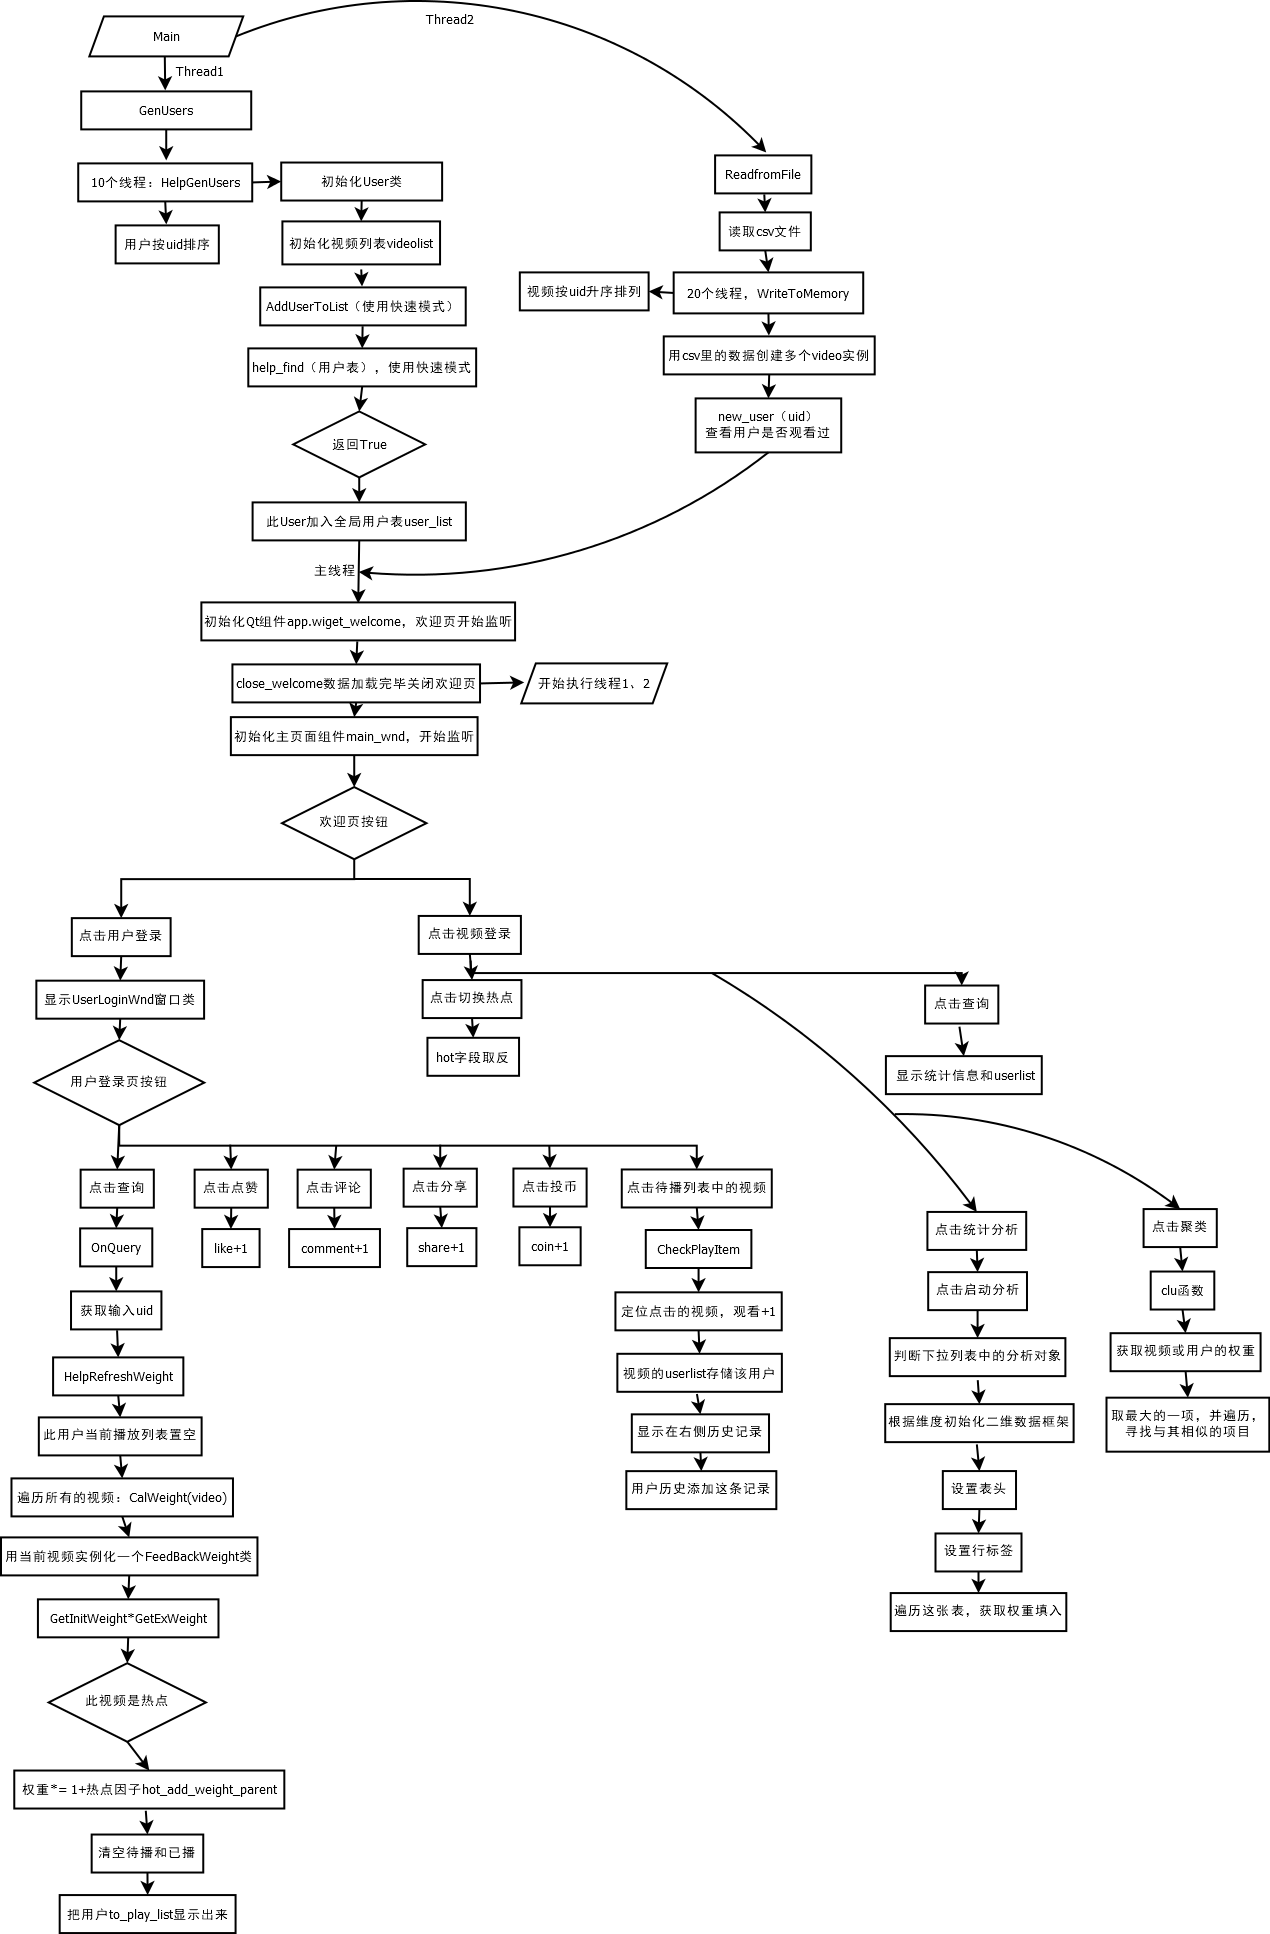 Main
Thread2
Thread1
GenUsers
10个线程：HelpGenUsers
初始化User类
用户按uid排序
初始化视频列表videolist
AddUserToList（使用快速模式）
help_find（用户表），使用快速模式
返回True
此User加入全局用户表user_list
ReadfromFile
读取csv文件
视频按uid升序排列
20个线程，WriteToMemory
用csv里的数据创建多个video实例
new_user（uid）
查看用户是否观看过
主线程
初始化Qt组件app.wiget_welcome，欢迎页开始监听
close_welcome数据加载完毕关闭欢迎页
开始执行线程1、2
初始化主页面组件main_wnd，开始监听
欢迎页按钮
点击用户登录
点击视频登录
显示UserLoginWnd窗口类
点击切换热点
点击查询
hot字段取反
显示统计信息和userlist
用户登录页按钮
点击查询
点击点赞
点击评论
点击分享
点击投币
点击待播列表中的视频
OnQuery
like+1
comment+1
share+1
coin+1
CheckPlayItem
获取输入uid
定位点击的视频，观看+1
HelpRefreshWeight
视频的userlist存储该用户
此用户当前播放列表置空
显示在右侧历史记录
遍历所有的视频：CalWeight(video)
用户历史添加这条记录
用当前视频实例化一个FeedBackWeight类
GetInitWeight*GetExWeight
此视频是热点
权重*= 1+热点因子hot_add_weight_parent
清空待播和已播
把用户to_play_list显示出来
点击统计分析
点击启动分析
判断下拉列表中的分析对象
根据维度初始化二维数据框架
设置表头
设置行标签
遍历这张表，获取权重填入
点击聚类
clu函数
获取视频或用户的权重
取最大的一项，并遍历，
寻找与其相似的项目